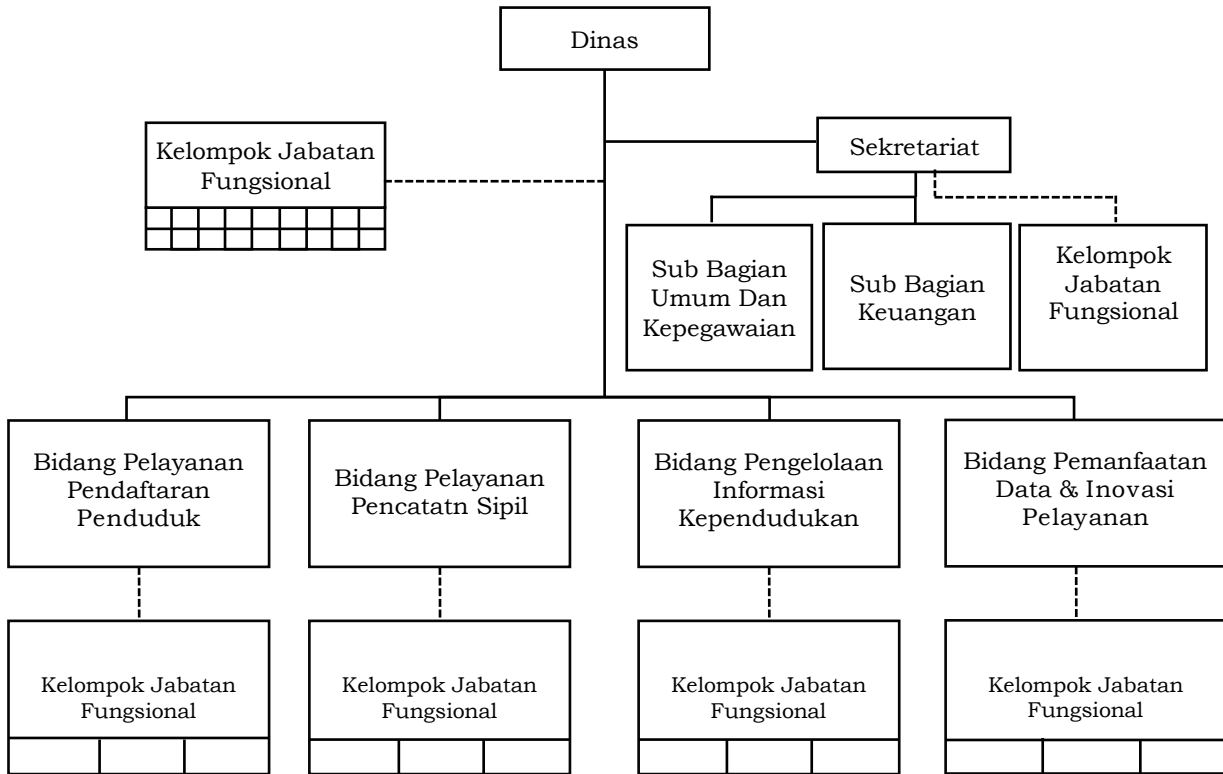 Dinas
Kelompok Jabatan
Fungsional
Sekretariat
Sub Bagian
Umum Dan
Kepegawaian
Sub Bagian
Keuangan
Kelompok
Jabatan
Fungsional
Bidang Pelayanan
Pendaftaran
Penduduk
Bidang Pelayanan
Pencatatn Sipil
Bidang Pengelolaan
Informasi
Kependudukan
Bidang Pemanfaatan
Data & Inovasi
Pelayanan
Kelompok Jabatan
Fungsional
Kelompok Jabatan
Fungsional
Kelompok Jabatan
Fungsional
Kelompok Jabatan
Fungsional